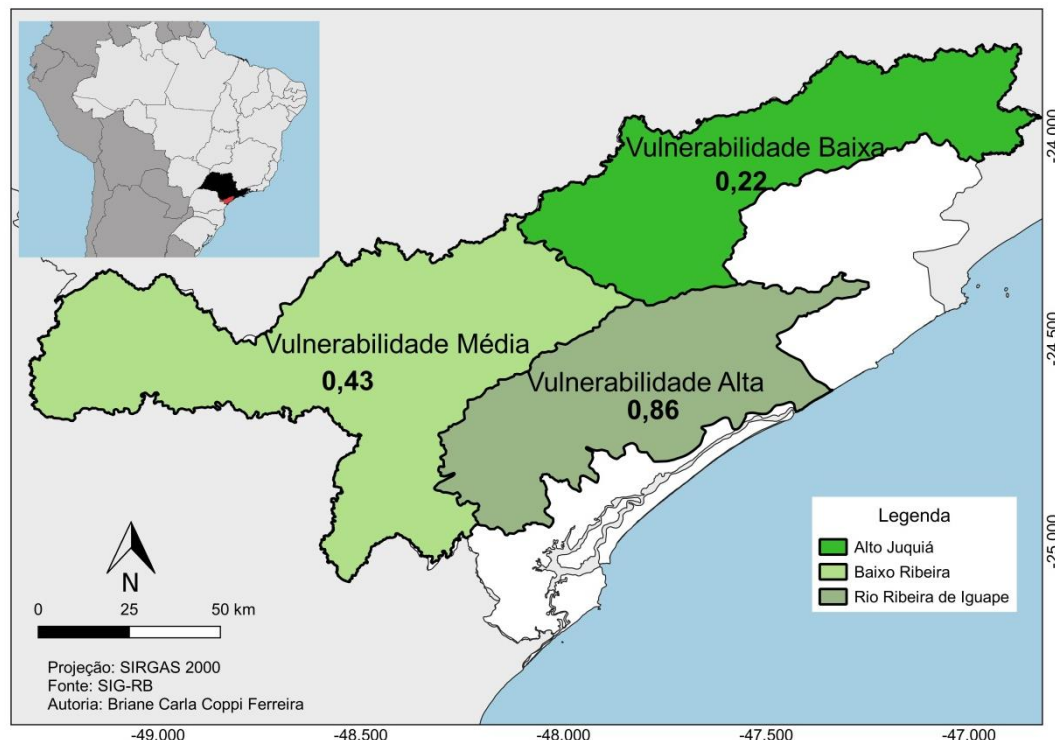 Vulnerabilidade Baixa
0,22
Vulnerabilidade Média
0,43
Vulnerabilidade Alta
0,86
-24.000
-24.500
-25.000
Legenda
Alto Juquiá
Baixo Ribeira
Rio Ribeira de Iguape
N
0 25 50 km
Projeção: SIRGAS 2000
Fonte: SIG-RB
Autoria: Briane Carla Coppi Ferreira
-49.000 -48.500 -48.000 -47.500 -47.000